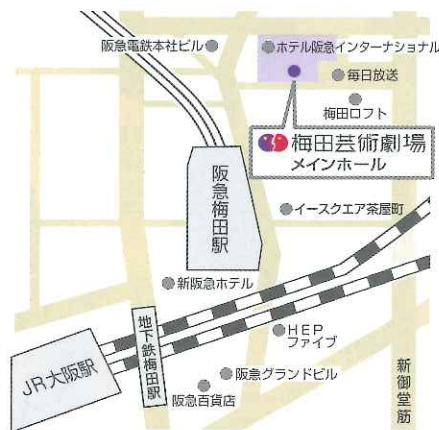 阪急電鉄本社ビル
ホテル阪急インターナショナル
毎日放送
梅田ロフト
梅田芸術劇場
メインホール
阪急梅田駅
イースクエア茶屋町
新阪急ホテル
地下鉄梅田駅
HEP
ファイブ
JR大阪駅
阪急グランドビル
阪急百貨店
新御堂筋